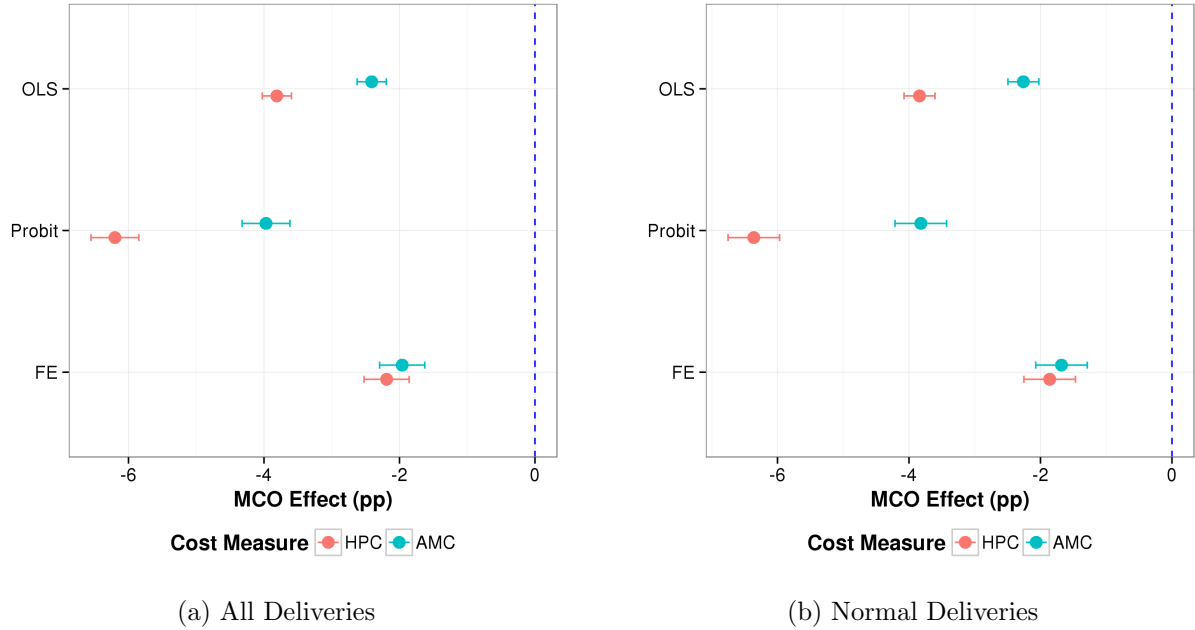 OLS
Probit
FE
-6 -4 -2 0
MCO Effect (pp)
Cost Measure HPC AMC
(a) All Deliveries
OLS
Probit
FE
-6 -4 -2 0
MCO Effect (pp)
Cost Measure HPC AMC
(b) Normal Deliveries